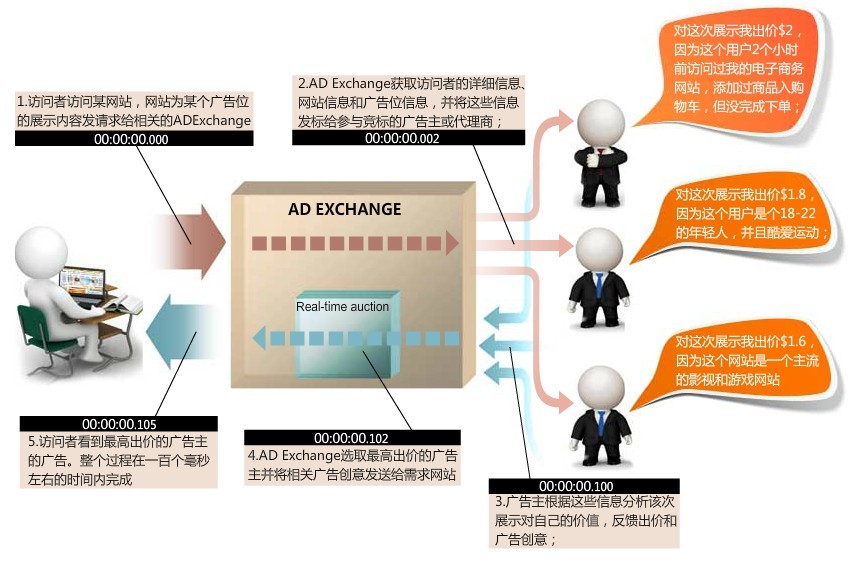 对这次展示我出价$2，
因为这个用户2个小时
前访问过我的电子商务
网站，添加过商品入购
物车，但没完成下单；
2.AD Exchange获取访问者的详细信息、
网站信息和广告位信息，并将这些信息
发标给参与竞标的广告主或代理商；
00:00:00.002
1.访问者访问某网站，网站为某个广告位
的展示内容发请求给相关的ADExchange
00:00:00.000
AD EXCHANGE
对这次展示我出价$1.8，
因为这个用户是个18-22
的年轻人，并且酷爱运动；
Real-time auction
对这次展示我出价$1.6，
因为这个网站是一个主流
的影视和游戏网站
00:00:00.105
5.访问者看到最高出价的广告主
的广告。整个过程在一百个毫秒
左右的时间内完成
00:00:00.102
4.AD Exchange选取最高出价的广告
主并将相关广告创意发送给需求网站
00:00:00.100
3.广告主根据这些信息分析该次
展示对自己的价值，反馈出价和
广告创意；